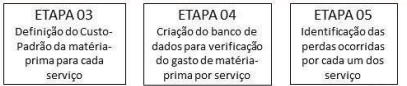 ETAPA 03
Definição do Custo-
Padrão da matéria-
prima para cada
serviço
ETAPA 04
Criação do banco de
dados para verificação
do gasto de matéria-
prima por serviço
ETAPA 05
Identificação das
perdas ocorridas
por cada um dos
serviço